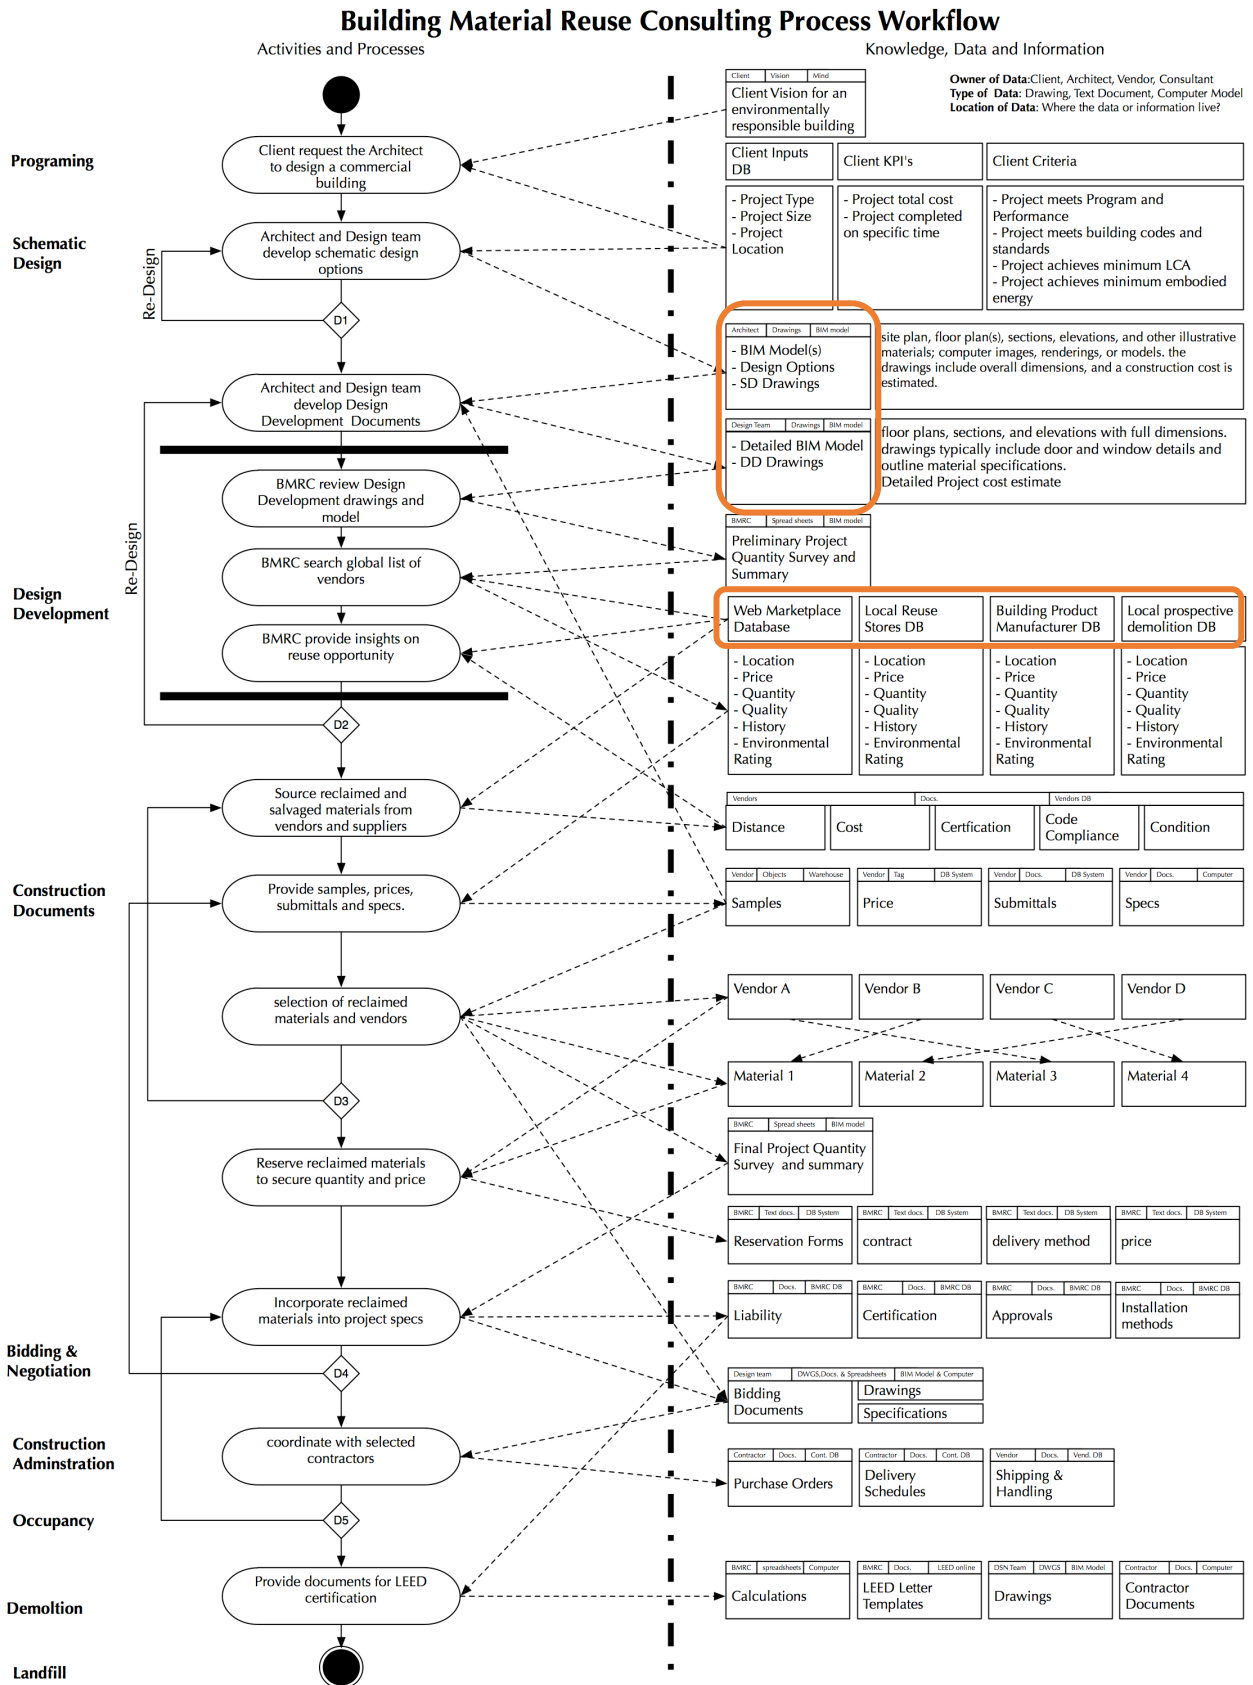 Building Material Reuse Consulting Process Workflow
Activities and Processes
Knowledge, Data and Information
Owner of Data:Client, Architect, Vendor, Consultant
Type of Data: Drawing, Text Document, Computer Model
Location of Data: Where the data or information live?
Client Vision Mind
Client Vision for an
environmentally
responsible building
Programing
Client request the Architect
to design a commercial
building
Client Inputs
DB
Client KPI's
Client Criteria
- Project Type
- Project Size
- Project
Location
- Project total cost
- Project completed
on specific time
- Project meets Program and
Performance
- Project meets building codes and
standards
- Project achieves minimum LCA
- Project achieves minimum embodied
energy
Schematic
Design
Re-Design
Architect and Design team
develop schematic design
options
D1
Architect Drawings BIM model
- BIM Model(s)
- Design Options
- SD Drawings
site plan, floor plan(s), sections, elevations, and other illustrative
materials; computer images, renderings, or models. the
drawings include overall dimensions, and a construction cost is
estimated.
Architect and Design team
develop Design
Development Documents
Design Team Drawings BIM model
- Detailed BIM Model
- DD Drawings
floor plans, sections, and elevations with full dimensions.
drawings typically include door and window details and
outline material specifications.
Detailed Project cost estimate
Design
Development
Re-Design
BMRC review Design
Development drawings and
model
BMRC Spread sheets BIM model
Preliminary Project
Quantity Survey and
Summary
BMRC search global list of
vendors
Web Marketplace
Database
Local Reuse
Stores DB
Building Product
Manufacturer DB
Local prospective
demolition DB
BMRC provide insights on
reuse opportunity
- Location
- Price
- Quantity
- Quality
- History
- Environmental
Rating
- Location
- Price
- Quantity
- Quality
- History
- Environmental
Rating
- Location
- Price
- Quantity
- Quality
- History
- Environmental
Rating
- Location
- Price
- Quantity
- Quality
- History
- Environmental
Rating
D2
Source reclaimed and
salvaged materials from
vendors and suppliers
Vendors Docs. Vendors DB
Distance
Cost
Certfication
Code
Compliance
Condition
Construction
Documents
Provide samples, prices,
submittals and specs.
Vendor Objects Warehouse
Samples
Vendor Tag DB System
Price
Vendor Docs. DB System
Submittals
Vendor Docs. Computer
Specs
selection of reclaimed
materials and vendors
Vendor A
Vendor B
Vendor C
Vendor D
Material 1
Material 2
Material 3
Material 4
D3
BMRC Spread sheets BIM model
Final Project Quantity
Survey and summary
Reserve reclaimed materials
to secure quantity and price
BMRC Text docs. DB System
Reservation Forms
BMRC Text docs. DB System
contract
BMRC Text docs. DB System
delivery method
BMRC Text docs. DB System
price
Incorporate reclaimed
materials into project specs
BMRC Docs. BMRC DB
Liability
BMRC Docs. BMRC DB
Certification
BMRC Docs. BMRC DB
Approvals
BMRC Docs. BMRC DB
Installation
methods
Bidding &
Negotiation
D4
Design team DWGS,Docs. & Spreadsheets BIM Model & Computer
Bidding
Documents
Drawings
Specifications
Construction
Adminstration
coordinate with selected
contractors
Contractor Docs. Cont. DB
Purchase Orders
Contractor Docs. Cont. DB
Delivery
Schedules
Vendor Docs. Vend. DB
Shipping &
Handling
Occupancy
D5
Demoltion
Provide documents for LEED
certification
BMRC spreadsheets Computer
Calculations
BMRC Docs. LEED online
LEED Letter
Templates
DSN Team DWGS BIM Model
Drawings
Contractor Docs. Computer
Contractor
Documents
Landfill